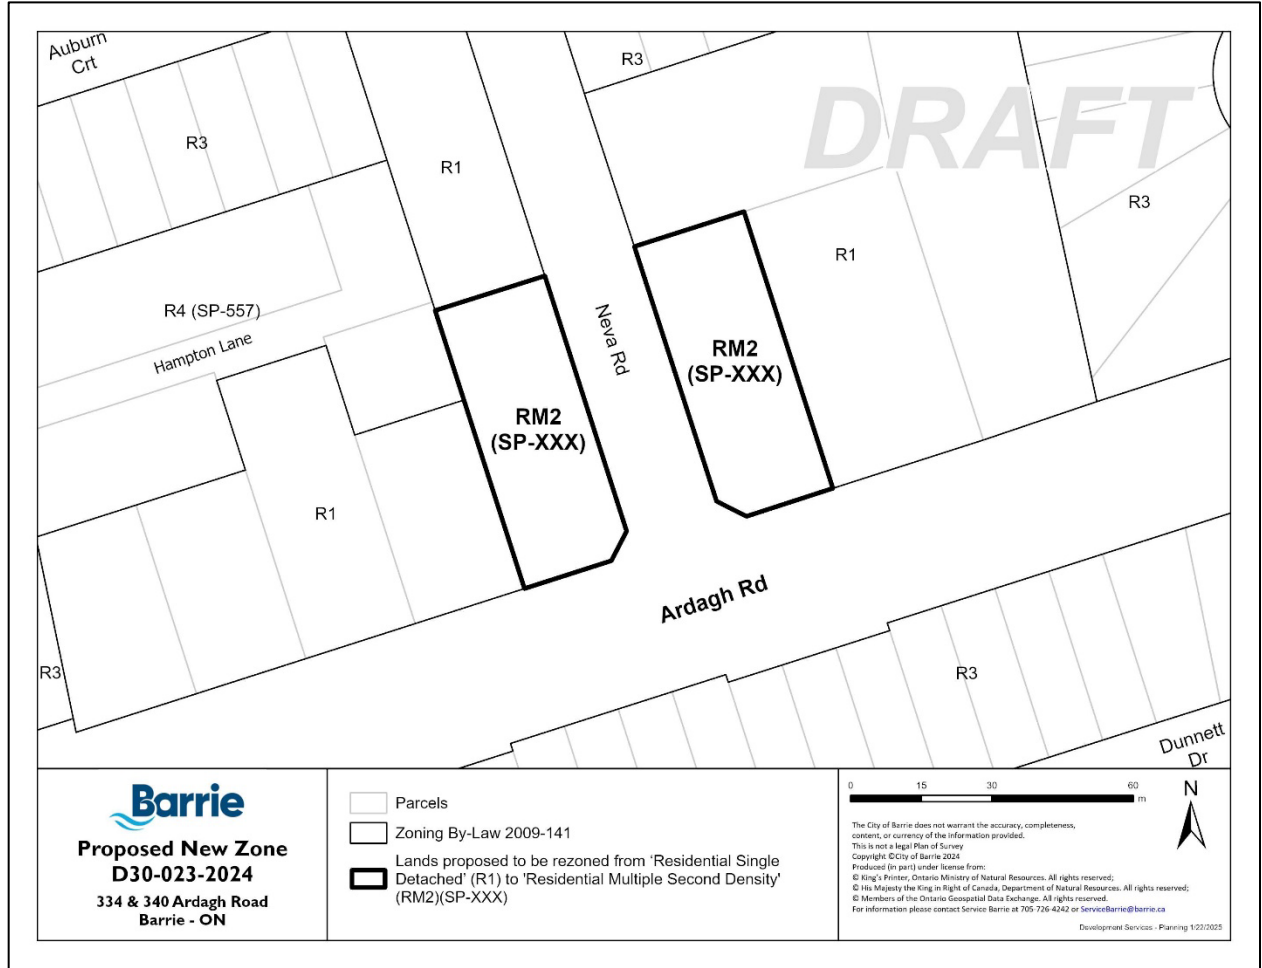 Auburn
Crt
R3
DRAFT
R3
R1
R3
R1
R4 (SP-557)
Hampton Lane
Neva Rd
RM2
(SP-XXX)
RM2
(SP-XXX)
R1
Ardagh Rd
R3
R3
Dunnett
Dr
Barrie
Proposed New Zone
D30-023-2024
334 & 340 Ardagh Road
Barrie - ON
Parcels
Zoning By-Law 2009-141
Lands proposed to be rezoned from 'Residential Single
Detached' (R1) to 'Residential Multiple Second Density'
(RM2)(SP-XXX)
0 15 30 60
m
N
The City of Barrie does not warrant the accuracy, completeness,
content, or currency of the information provided.
This is not a legal Plan of Survey
Copyright ©City of Barrie 2024
Produced (in part) under license from:
© King's Printer, Ontario Ministry of Natural Resources. All rights reserved;
© His Majesty the King in Right of Canada, Department of Natural Resources. All rights reserved;
© Members of the Ontario Geospatial Data Exchange. All rights reserved.
For information please contact Service Barrie at 705-726-4242 or ServiceBarrie@barrie.ca
Development Services - Planning 1/22/2025